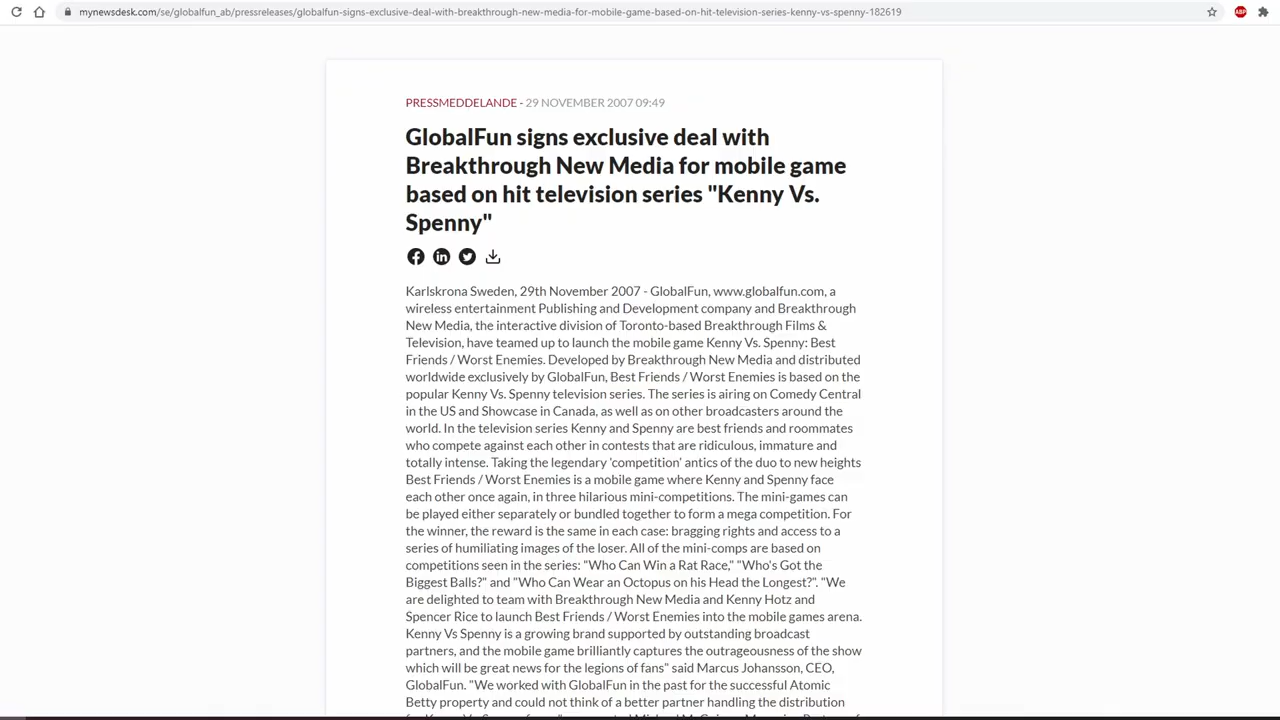 mynewsdesk.com/se/globalfun_ab/pressreleases/globalfun-signs-exclusive-deal-with-breakthrough-new-media-for-mobile-game-based-on-hit-television-series-kenny-vs-spenny-182619
ABP
PRESSMEDDELANDE - 29 NOVEMBER 2007 09:49
GlobalFun signs exclusive deal with
Breakthrough New Media for mobile game
based on hit television series "Kenny Vs.
Spenny"
Karlskrona Sweden, 29th November 2007 - GlobalFun, www.globalfun.com, a
wireless entertainment Publishing and Development company and Breakthrough
New Media, the interactive division of Toronto-based Breakthrough Films &
Television, have teamed up to launch the mobile game Kenny Vs. Spenny: Best
Friends / Worst Enemies. Developed by Breakthrough New Media and distributed
worldwide exclusively by GlobalFun, Best Friends / Worst Enemies is based on the
popular Kenny Vs. Spenny television series. The series is airing on Comedy Central
in the US and Showcase in Canada, as well as on other broadcasters around the
world. In the television series Kenny and Spenny are best friends and roommates
who compete against each other in contests that are ridiculous, immature and
totally intense. Taking the legendary 'competition' antics of the duo to new heights
Best Friends / Worst Enemies is a mobile game where Kenny and Spenny face
each other once again, in three hilarious mini-competitions. The mini-games can
be played either separately or bundled together to form a mega competition. For
the winner, the reward is the same in each case: bragging rights and access to a
series of humiliating images of the loser. All of the mini-comps are based on
competitions seen in the series: "Who Can Win a Rat Race," "Who's Got the
Biggest Balls?" and "Who Can Wear an Octopus on his Head the Longest?". "We
are delighted to team with Breakthrough New Media and Kenny Hotz and
Spencer Rice to launch Best Friends / Worst Enemies into the mobile games arena.
Kenny Vs Spenny is a growing brand supported by outstanding broadcast
partners, and the mobile game brilliantly captures the outrageousness of the show
which will be great news for the legions of fans" said Marcus Johansson, CEO,
GlobalFun. "We worked with GlobalFun in the past for the successful Atomic
Betty property and could not think of a better partner handling the distribution